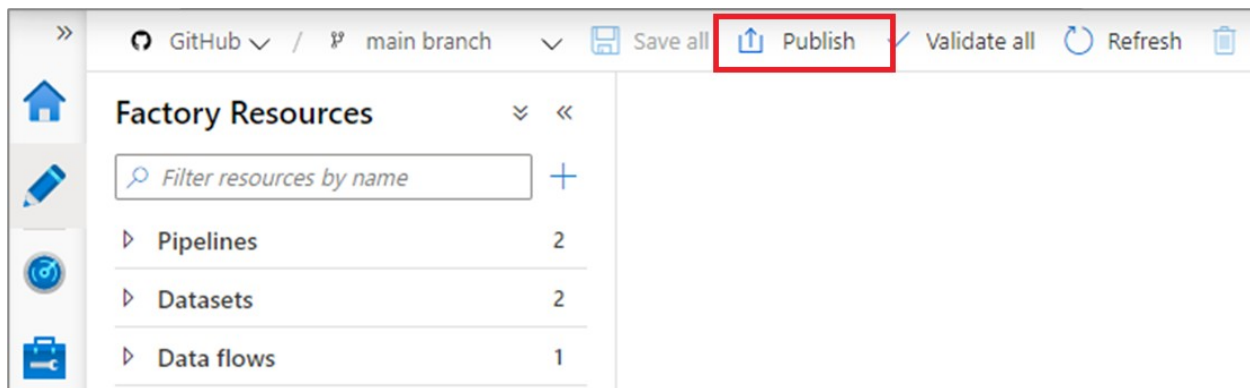 GitHub / main branch Save all Publish Validate all Refresh
Factory Resources
Filter resources by name
Pipelines 2
Datasets 2
Data flows 1